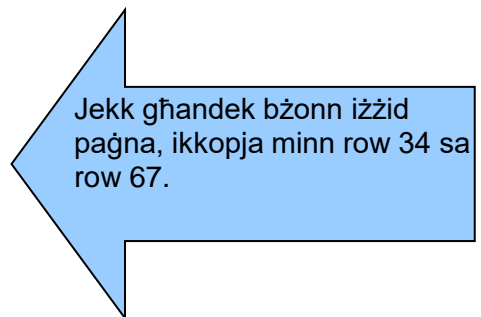 Jekk għandek bżonn iżżid
paġna, ikkopja minn row 34 sa
row 67.